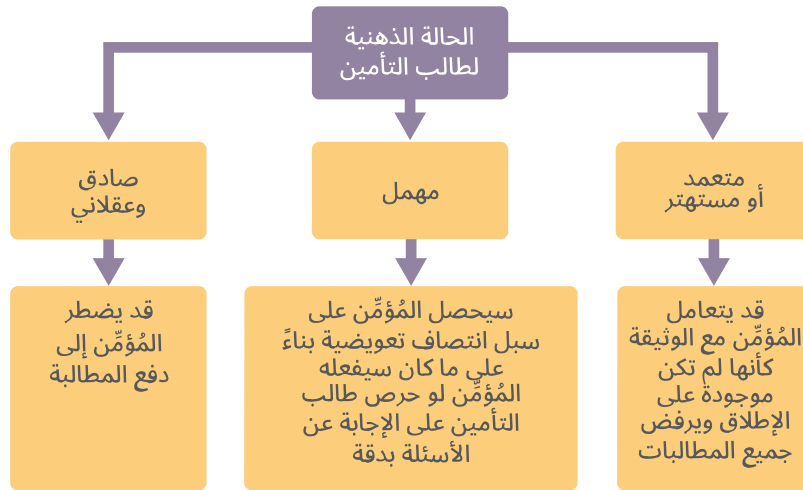 الحالة الذهنية
لطالب التأمين
متعمد
أو مستهتر
مهمل
صادق
وعقلاني
قد يتعامل
المُؤمِّن مع الوثيقة
كأنها لم تكن
موجودة على
الإطلاق ويرفض
جميع المطالبات
سيحصل المُؤمِّن على
سبل انتصاف تعويضية بناءً
على ما كان سيفعله
المُؤمِّن لو حرص طالب
التأمين على الإجابة عن
الأسئلة بدقة
قد يضطر
المُؤمِّن إلى
دفع المطالبة